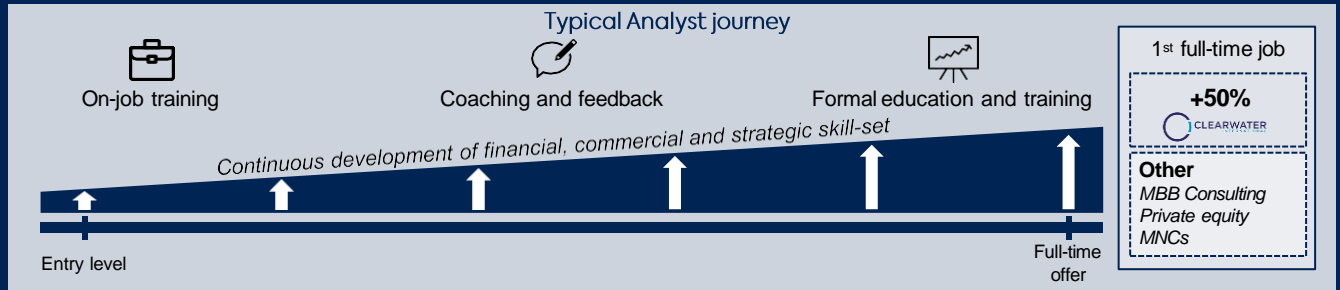 Typical Analyst journey
On-job training
Coaching and feedback
Formal education and training
Continuous development of financial, commercial and strategic skill-set
Entry level
Full-time
offer
1st full-time job
+50%
CLEARWATER
INTERNATIONAL
Other
MBB Consulting
Private equity
MNCs